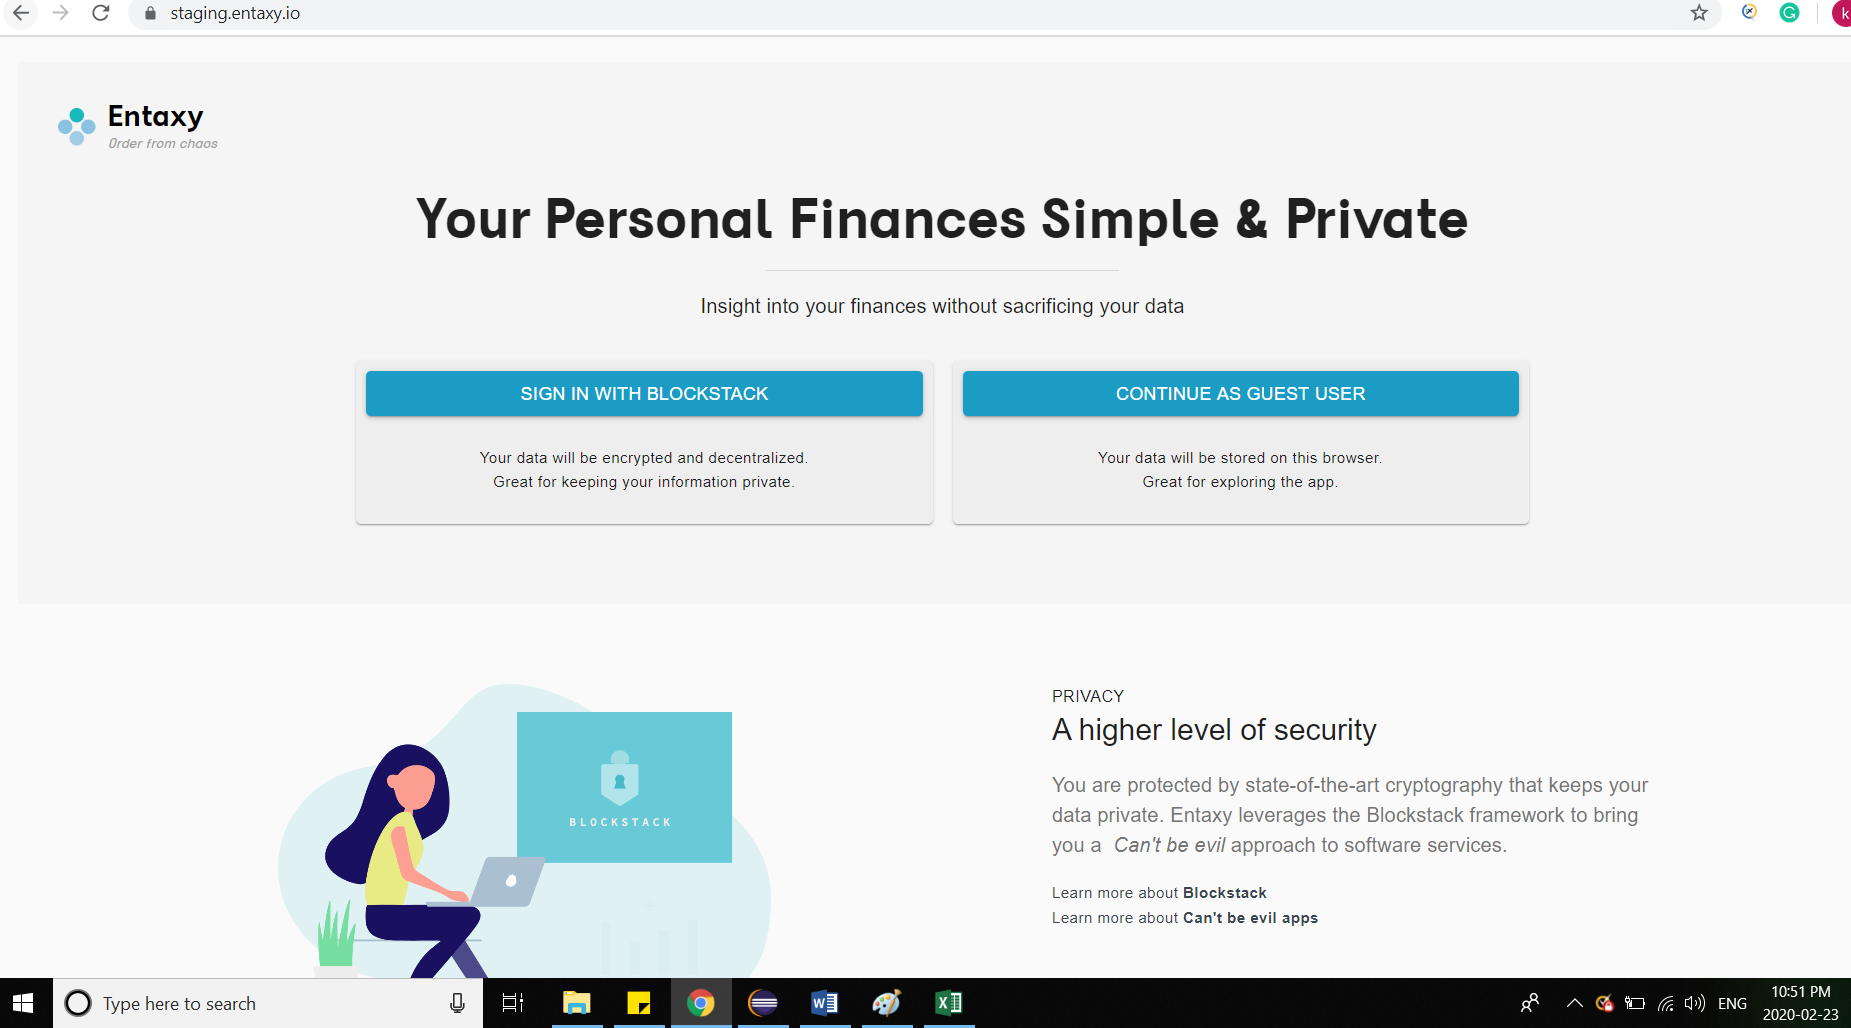 staging.entaxy.io
k
Entaxy
Order from chaos
Your Personal Finances Simple & Private
Insight into your finances without sacrificing your data
SIGN IN WITH BLOCKSTACK
Your data will be encrypted and decentralized.
Great for keeping your information private.
CONTINUE AS GUEST USER
Your data will be stored on this browser.
Great for exploring the app.
BLOCKSTACK
PRIVACY
A higher level of security
You are protected by state-of-the-art cryptography that keeps your
data private. Entaxy leverages the Blockstack framework to bring
you a Can't be evil approach to software services.
Learn more about Blockstack
Learn more about Can't be evil apps
Type here to search
ENG
10:51 PM
2020-02-23